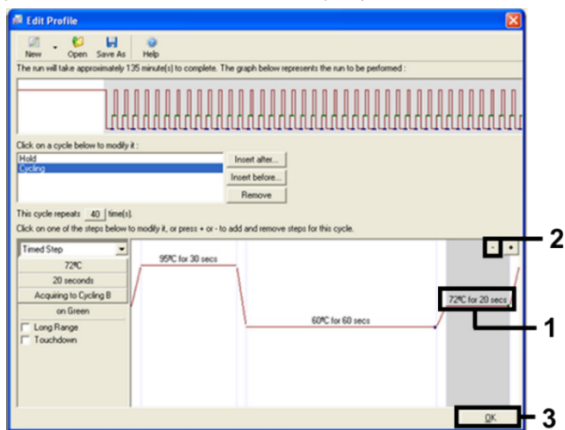 Edit Profile
New Open Save As Help
The run will take approximately 135 minute(s) to complete. The graph below represents the run to be performed :
Click on a cycle below to modify it :
Hold
Cycling
Insert after...
Insert before...
Remove
This cycle repeats 40 time(s).
Click on one of the steps below to modify it, or press + or - to add and remove steps for this cycle.
Timed Step
- +
2
72ºC
20 seconds
Acquiring to Cycling B
on Green
Long Range
Touchdown
95ºC for 30 secs
60ºC for 60 secs
72ºC for 20 secs
1
OK
3